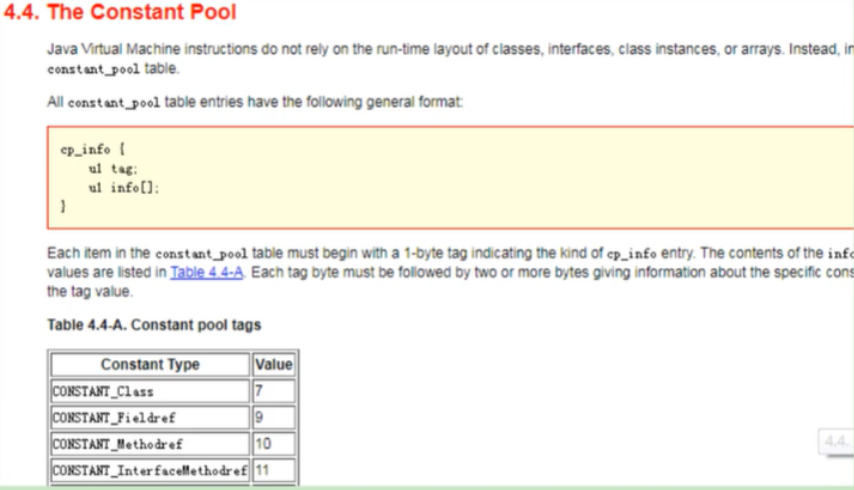 4.4. The Constant Pool
Java Virtual Machine instructions do not rely on the run-time layout of classes, interfaces, class instances, or arrays. Instead, in
constant_pool table.
All constant_pool table entries have the following general format:
cp_info {
u1 tag;
u1 info[];
}
Each item in the constant_pool table must begin with a 1-byte tag indicating the kind of cp_info entry. The contents of the info
values are listed in Table 4.4-A. Each tag byte must be followed by two or more bytes giving information about the specific cons
the tag value.
Table 4.4-A. Constant pool tags
Constant Type Value
CONSTANT_Class 7
CONSTANT_Fieldref 9
CONSTANT_Methodref 10
4.4.
CONSTANT_InterfaceMethodref 11